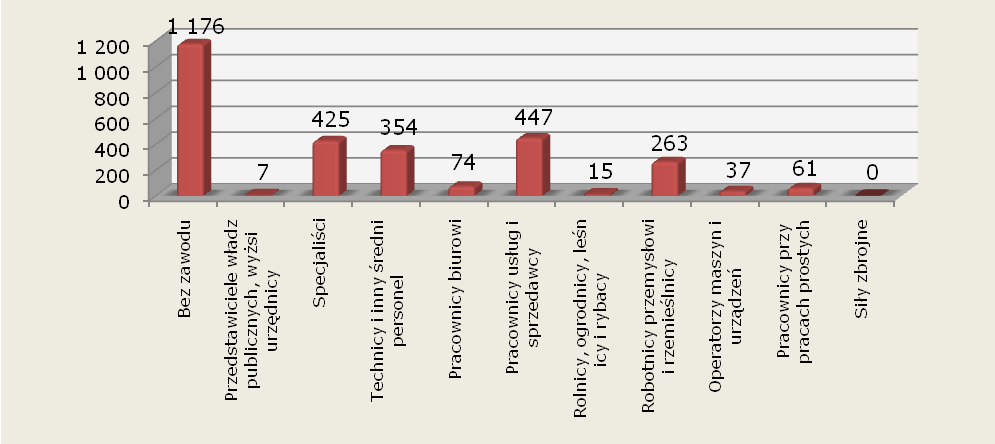 1 176
1 200
1 000
800
600
400
200
0
7
425
354
74
447
15
263
37
61
0
Bez zawodu
Przedstawiciele władz
publicznych, wyżsi
urzędnicy
Specjaliści
Technicy i inny średni
personel
Pracownicy biurowi
Pracownicy usług i
sprzedawcy
Rolnicy, ogrodnicy, leśn
icy i rybacy
Robotnicy przemysłowi
i rzemieślnicy
Operatorzy maszyn i
urządzeń
Pracownicy przy
pracach prostych
Siły zbrojne